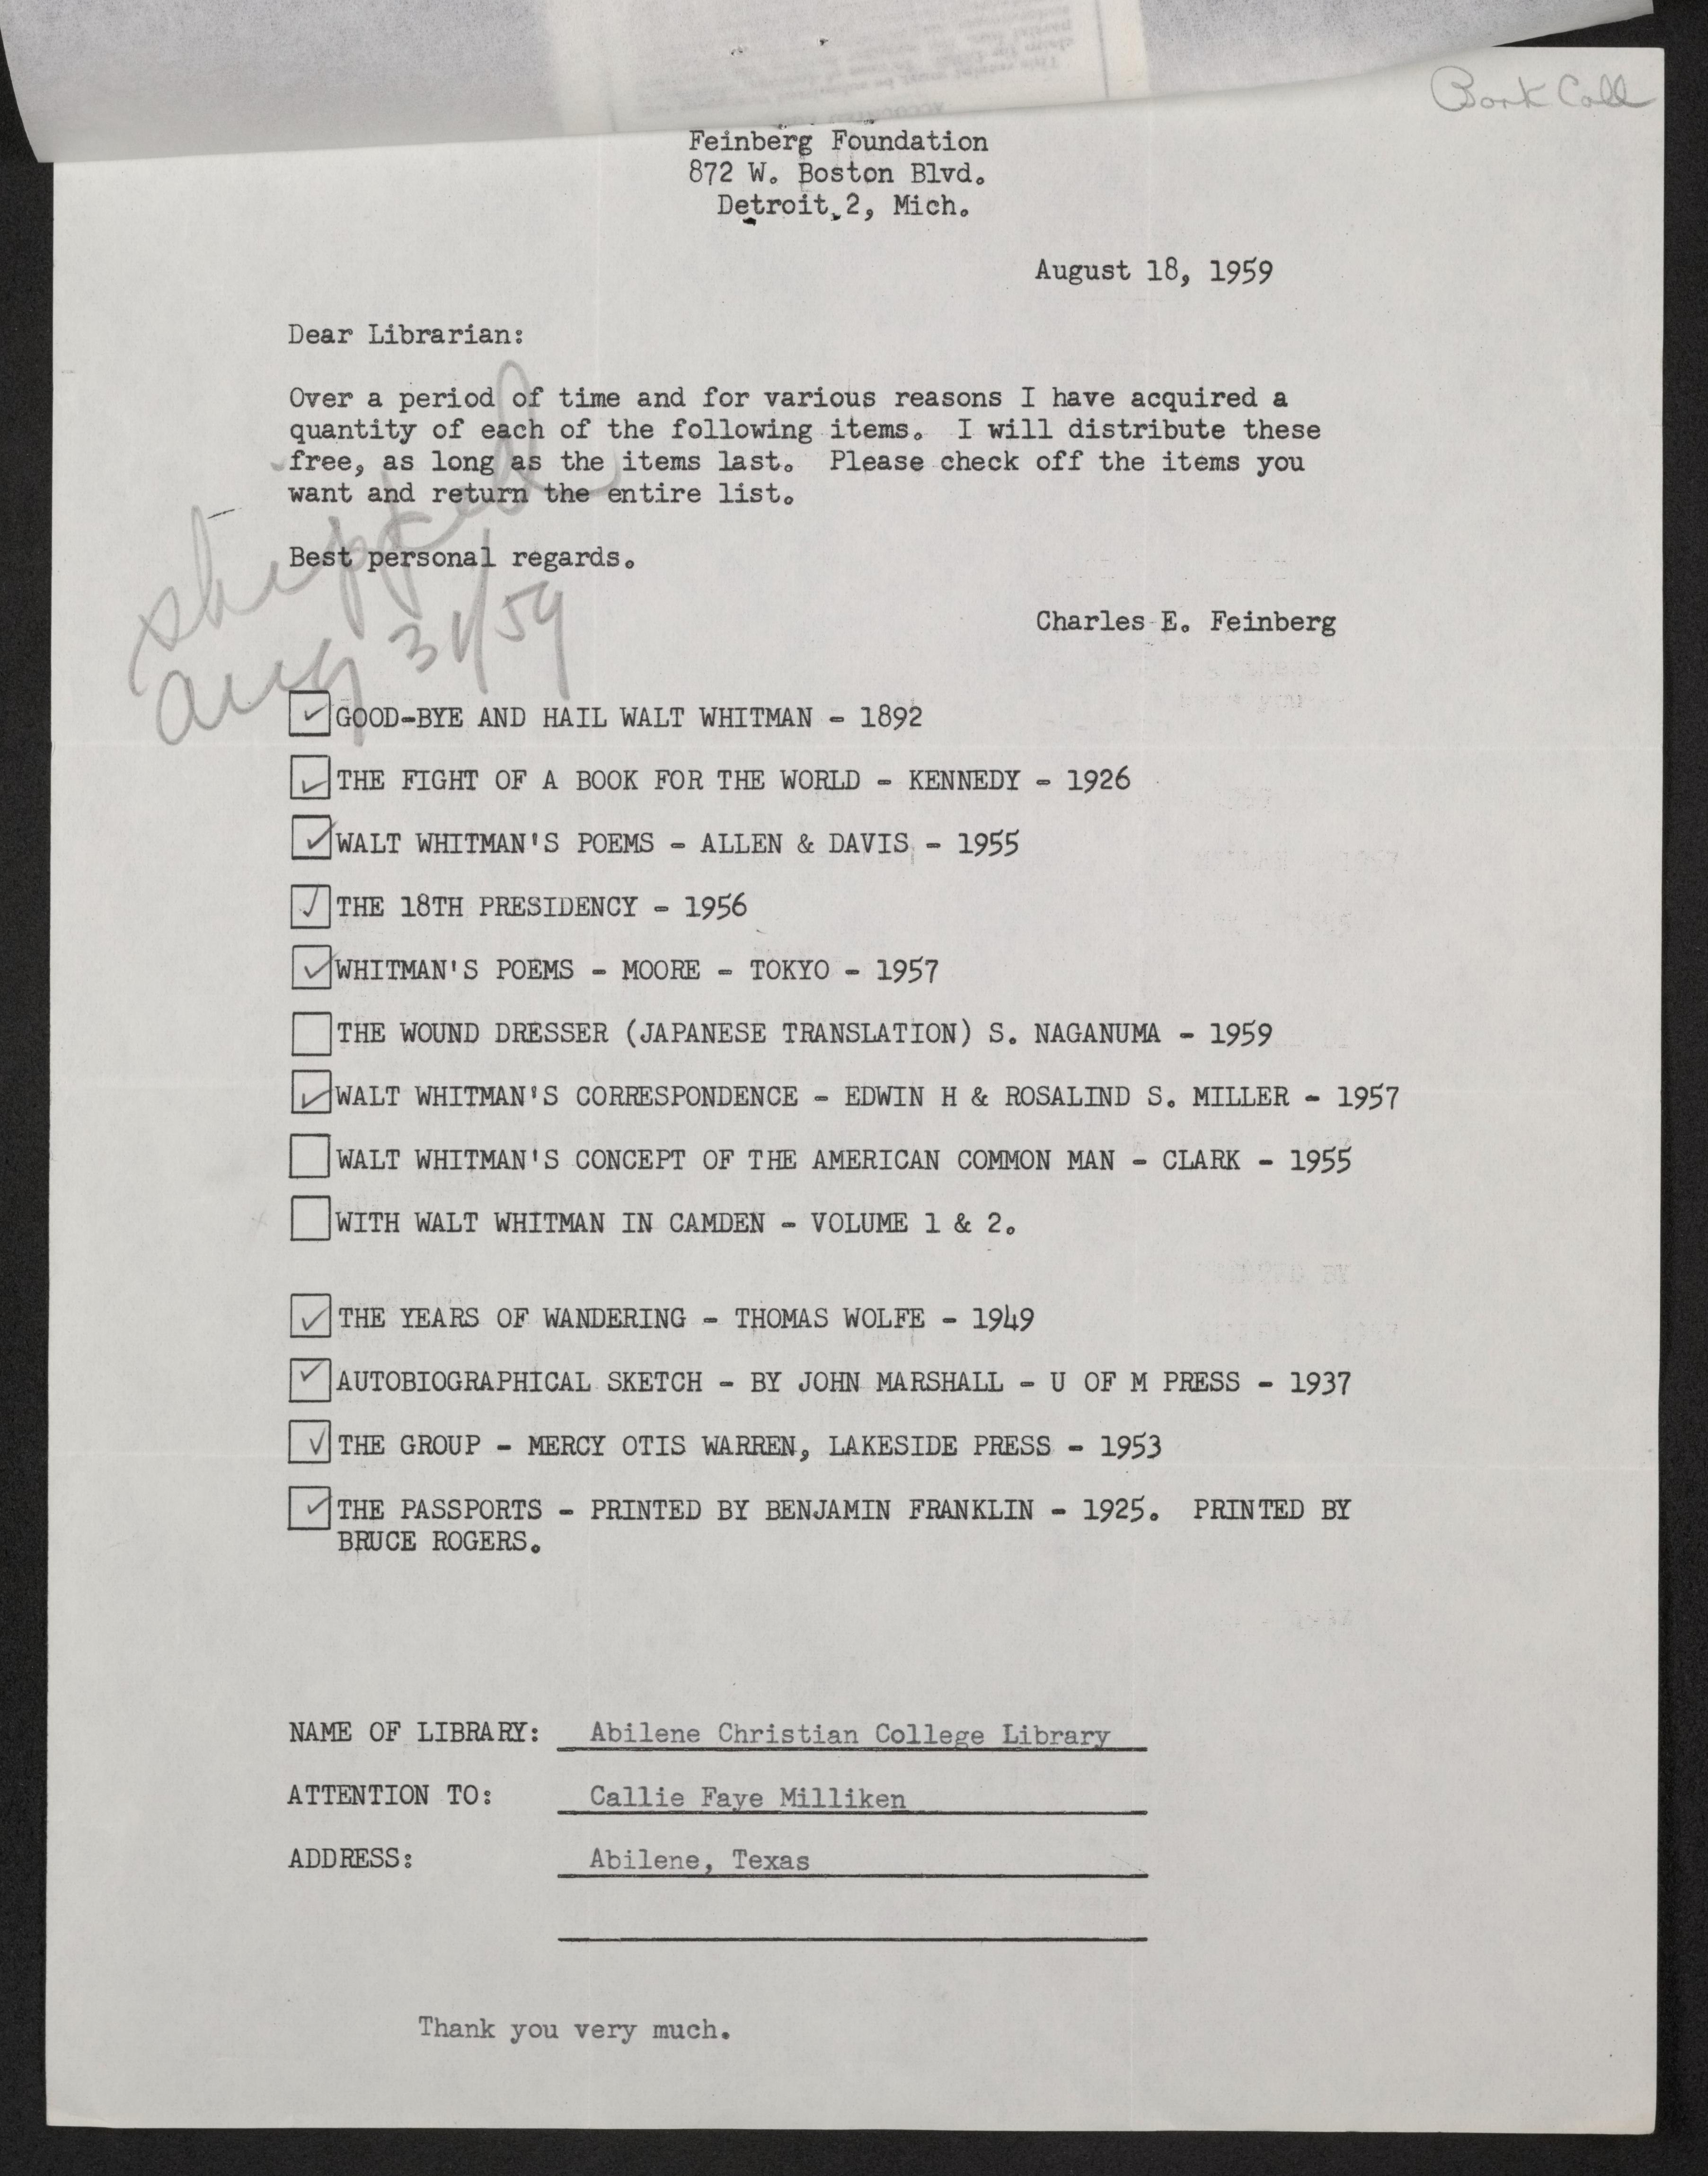 Book Coll
Feinberg Foundation
872 W. Boston Blvd.
Detroit 2, Mich.
August 18, 1959
Dear Librarian:
Over a period of time and for various reasons I have acquired a
quantity of each of the following items. I will distribute these
free, as long as the items last. Please check off the items you
want and return the entire list.
Best personal regards.
Charles E. Feinberg
shipped
Aug 31/59
✓ GOOD-BYE AND HAIL WALT WHITMAN - 1892
✓ THE FIGHT OF A BOOK FOR THE WORLD - KENNEDY - 1926
✓ WALT WHITMAN'S POEMS - ALLEN & DAVIS - 1955
✓ THE 18TH PRESIDENCY - 1956
✓ WHITMAN'S POEMS - MOORE - TOKYO - 1957
THE WOUND DRESSER (JAPANESE TRANSLATION) S. NAGANUMA - 1959
✓ WALT WHITMAN'S CORRESPONDENCE - EDWIN H & ROSALIND S. MILLER - 1957
WALT WHITMAN'S CONCEPT OF THE AMERICAN COMMON MAN - CLARK - 1955
WITH WALT WHITMAN IN CAMDEN - VOLUME 1 & 2.
✓ THE YEARS OF WANDERING - THOMAS WOLFE - 1949
✓ AUTOBIOGRAPHICAL SKETCH - BY JOHN MARSHALL - U OF M PRESS - 1937
✓ THE GROUP - MERCY OTIS WARREN, LAKESIDE PRESS - 1953
✓ THE PASSPORTS - PRINTED BY BENJAMIN FRANKLIN - 1925. PRINTED BY
BRUCE ROGERS.
NAME OF LIBRARY: Abilene Christian College Library
ATTENTION TO: Callie Faye Milliken
ADDRESS: Abilene, Texas
Thank you very much.